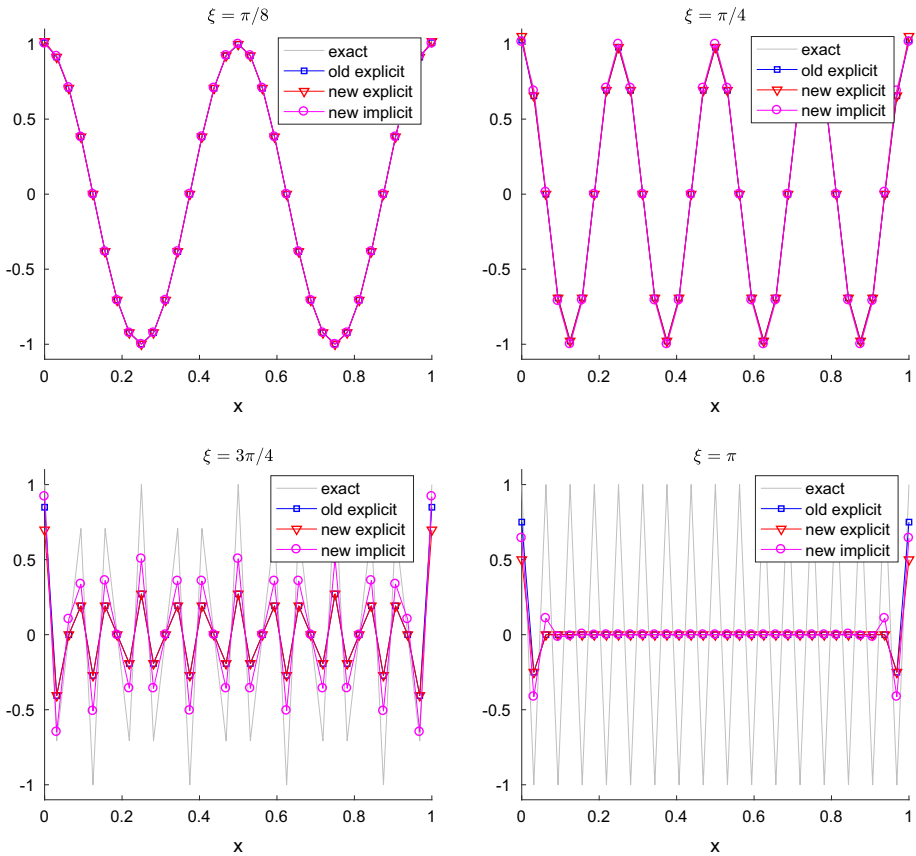 ξ = π/8
1
0.5
0
-0.5
-1
0
0.2
0.4
0.6
0.8
1
x
exact
old explicit
new explicit
new implicit
ξ = π/4
1
0.5
0
-0.5
-1
0
0.2
0.4
0.6
0.8
1
x
exact
old explicit
new explicit
new implicit
ξ = 3π/4
1
0.5
0
-0.5
-1
0
0.2
0.4
0.6
0.8
1
x
exact
old explicit
new explicit
new implicit
ξ = π
1
0.5
0
-0.5
-1
0
0.2
0.4
0.6
0.8
1
x
exact
old explicit
new explicit
new implicit